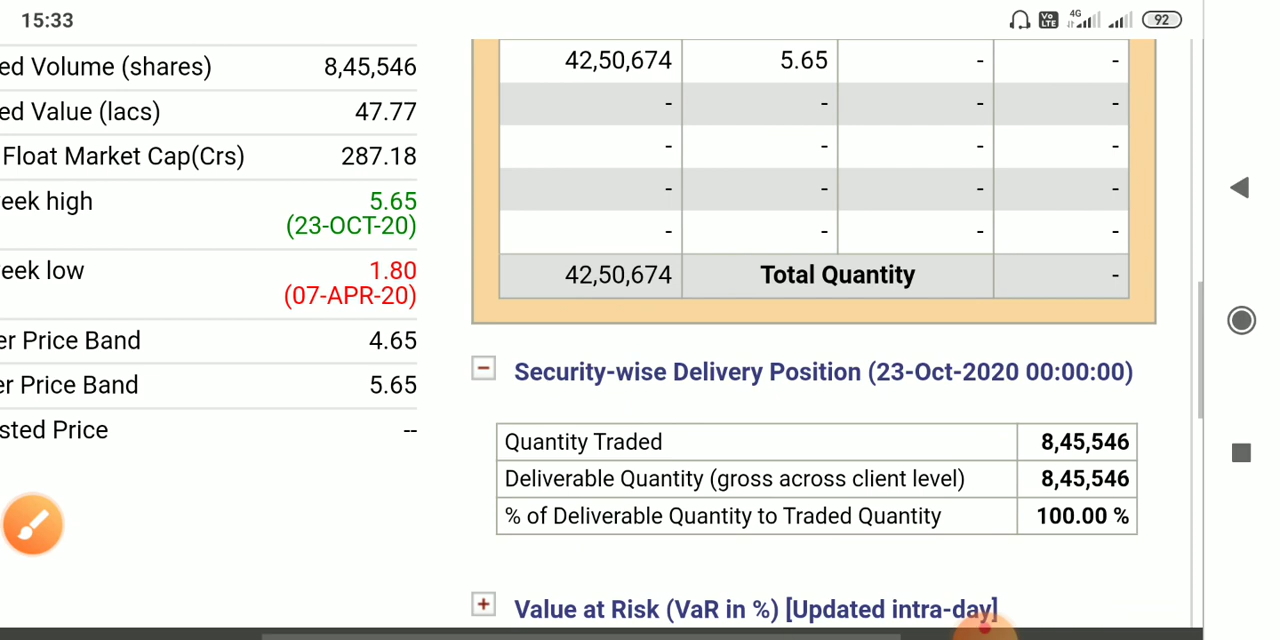 15:33
Vo LTE 4G 92
ed Volume (shares) 8,45,546
ed Value (lacs) 47.77
Float Market Cap(Crs) 287.18
eek high 5.65
(23-OCT-20)
eek low 1.80
(07-APR-20)
er Price Band 4.65
er Price Band 5.65
sted Price --
42,50,674 5.65 - -
- - - -
- - - -
- - - -
- - - -
42,50,674 Total Quantity -
Security-wise Delivery Position (23-Oct-2020 00:00:00)
Quantity Traded 8,45,546
Deliverable Quantity (gross across client level) 8,45,546
% of Deliverable Quantity to Traded Quantity 100.00 %
Value at Risk (VaR in %) [Updated intra-day]